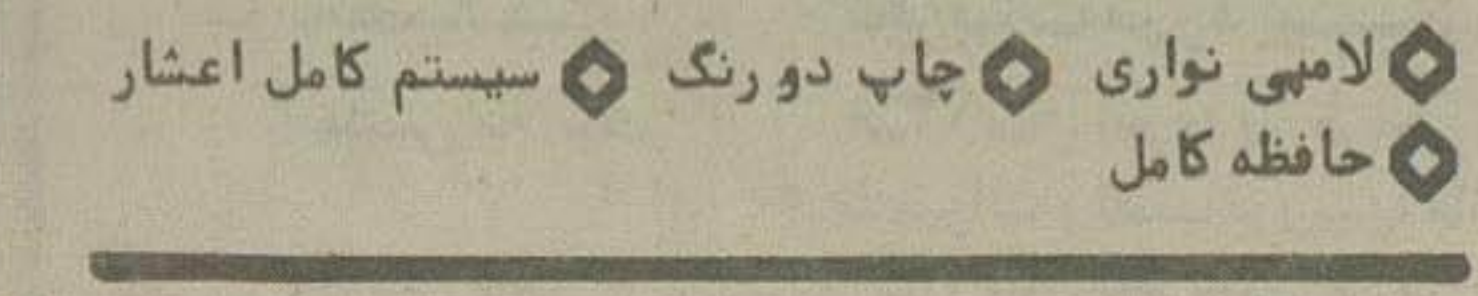 لامپی نواری چاپ دو رنگ سیستم کامل اعشار
حافظه کامل